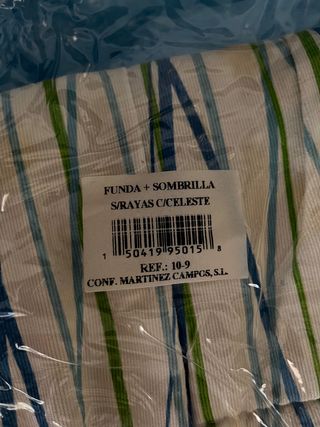 FUNDA + SOMBRILLA
S/RAYAS C/CELESTE
1 50419 95015 8
REF.: 10-9
CONF. MARTINEZ CAMPOS, S.L.